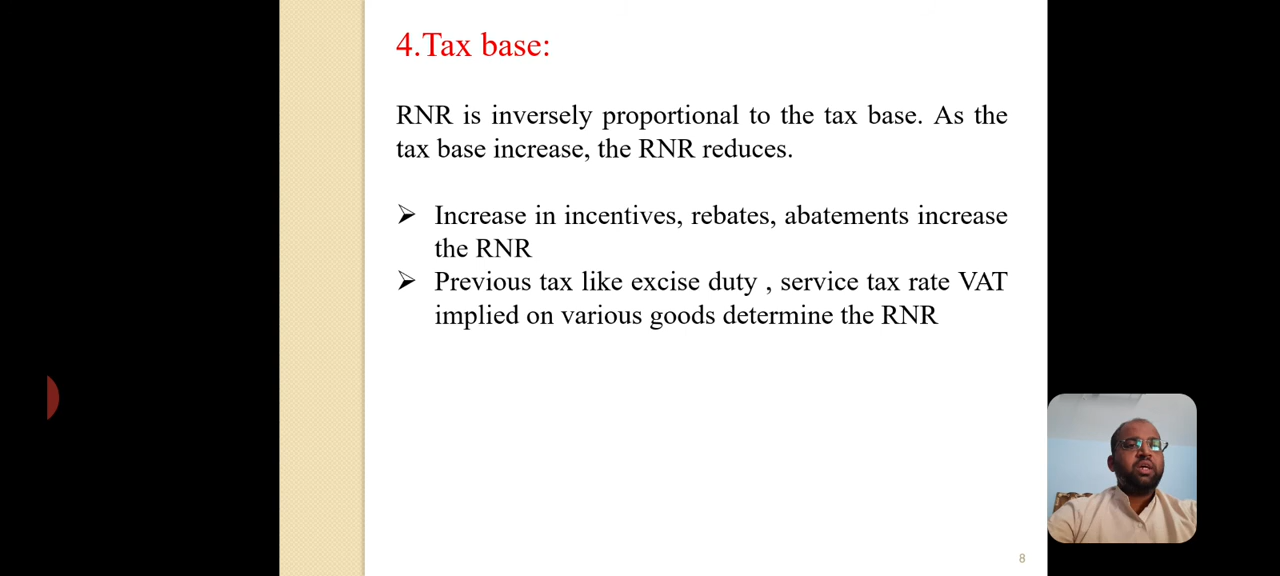 4.Tax base:
RNR is inversely proportional to the tax base. As the
tax base increase, the RNR reduces.
➢ Increase in incentives, rebates, abatements increase
the RNR
➢ Previous tax like excise duty , service tax rate VAT
implied on various goods determine the RNR
8